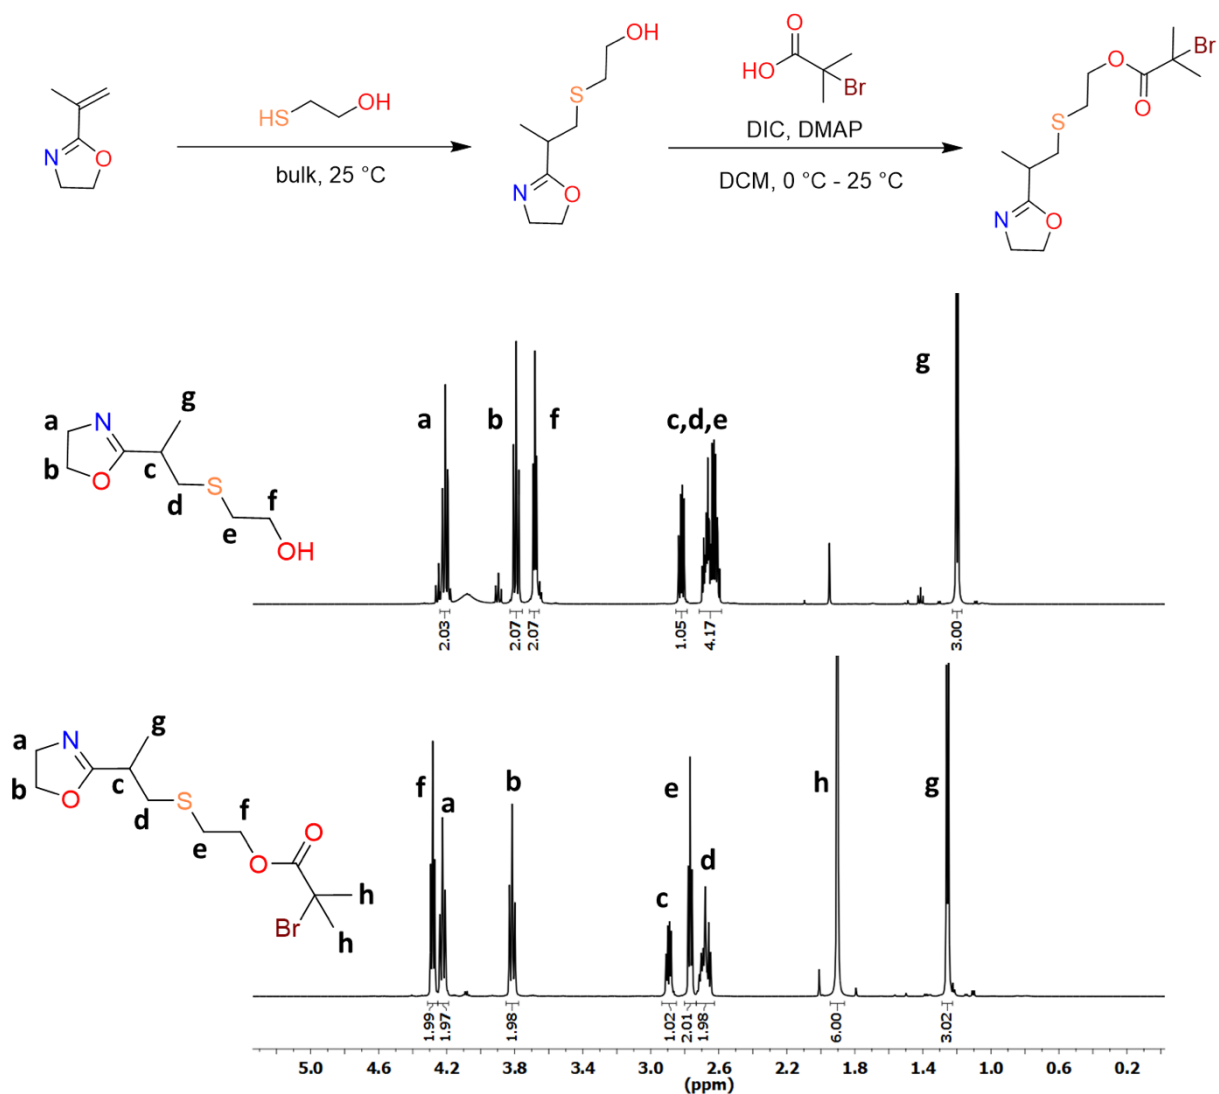 OH
O
HO
Br
O
Br
O
S
HS
OH
DIC, DMAP
O
S
N
O
bulk, 25 °C
DCM, 0 °C - 25 °C
N
O
N
O
g
g
a
N
a
b
f
c,d,e
b
O
c
S
f
d
e
OH
2.03
2.07
2.07
1.05
4.17
3.00
g
a
N
f
a
b
e
h
g
b
O
c
S
f
d
O
d
e
O
h
c
Br
h
1.99
1.97
1.98
1.02
2.01
1.98
6.00
3.02
5.0
4.6
4.2
3.8
3.4
3.0
2.6
2.2
1.8
1.4
1.0
0.6
0.2
(ppm)